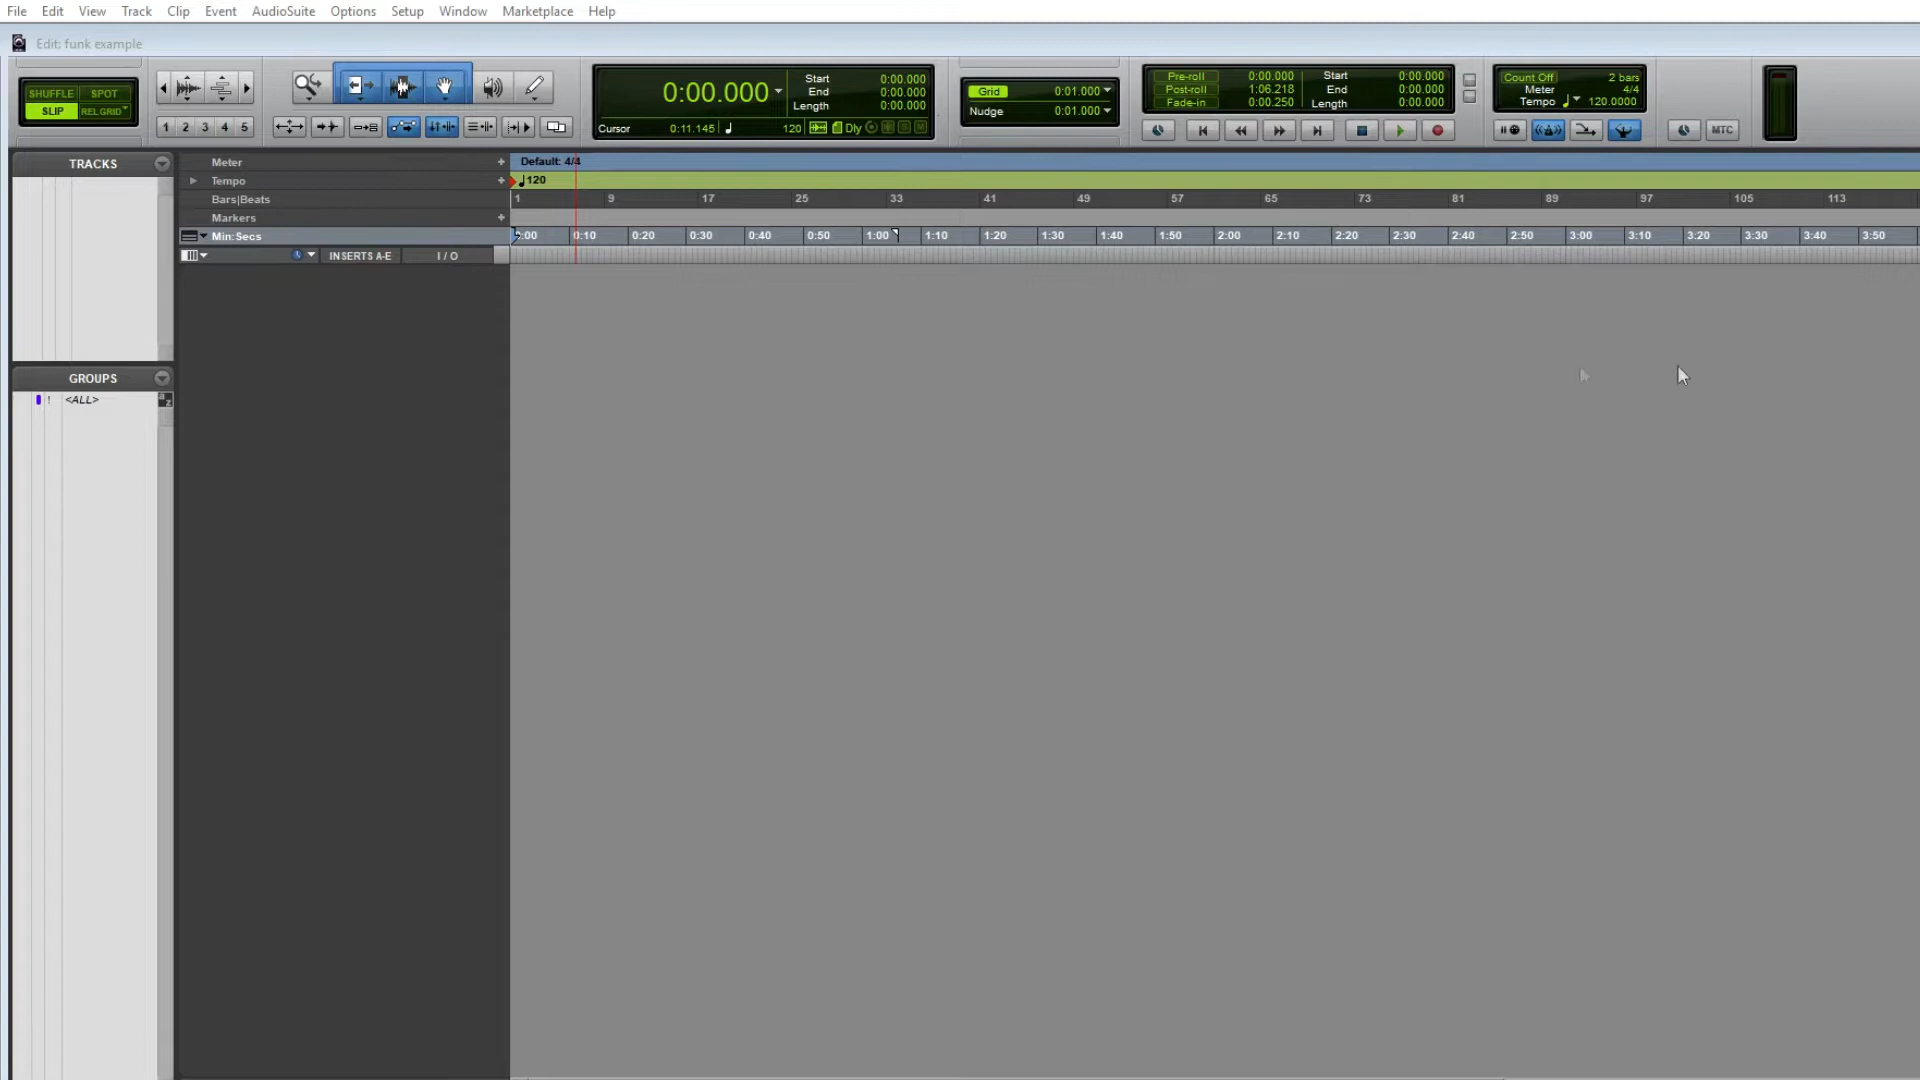 File Edit View Track Clip Event AudioSuite Options Setup Window Marketplace Help
Edit: funk example
SHUFFLE SPOT
SLIP REL GRID
1 2 3 4 5
0:00.000
Start 0:00.000
End 0:00.000
Length 0:00.000
Cursor 0:11.145 120 Dly S M
Grid 0:01.000
Nudge 0:01.000
Pre-roll 0:00.000 Start 0:00.000
Post-roll 1:06.218 End 0:00.000
Fade-in 0:00.250 Length 0:00.000
Count Off 2 bars
Meter 4/4
Tempo 120.0000
MTC
TRACKS
Meter Default: 4/4
Tempo 120
Bars|Beats 1 9 17 25 33 41 49 57 65 73 81 89 97 105 113
Markers
Min:Secs 0:00 0:10 0:20 0:30 0:40 0:50 1:00 1:10 1:20 1:30 1:40 1:50 2:00 2:10 2:20 2:30 2:40 2:50 3:00 3:10 3:20 3:30 3:40 3:50
INSERTS A-E I / O
GROUPS
! <ALL> a z